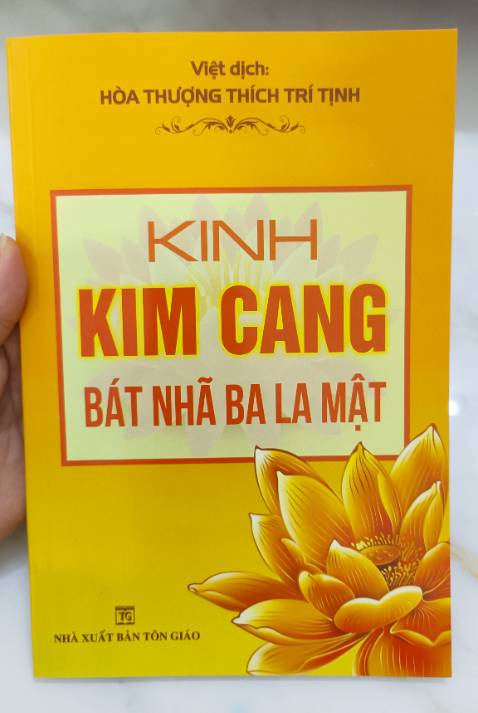 Việt dịch:
HÒA THƯỢNG THÍCH TRÍ TỊNH
KINH
KIM CANG
BÁT NHÃ BA LA MẬT
TG
NHÀ XUẤT BẢN TÔN GIÁO